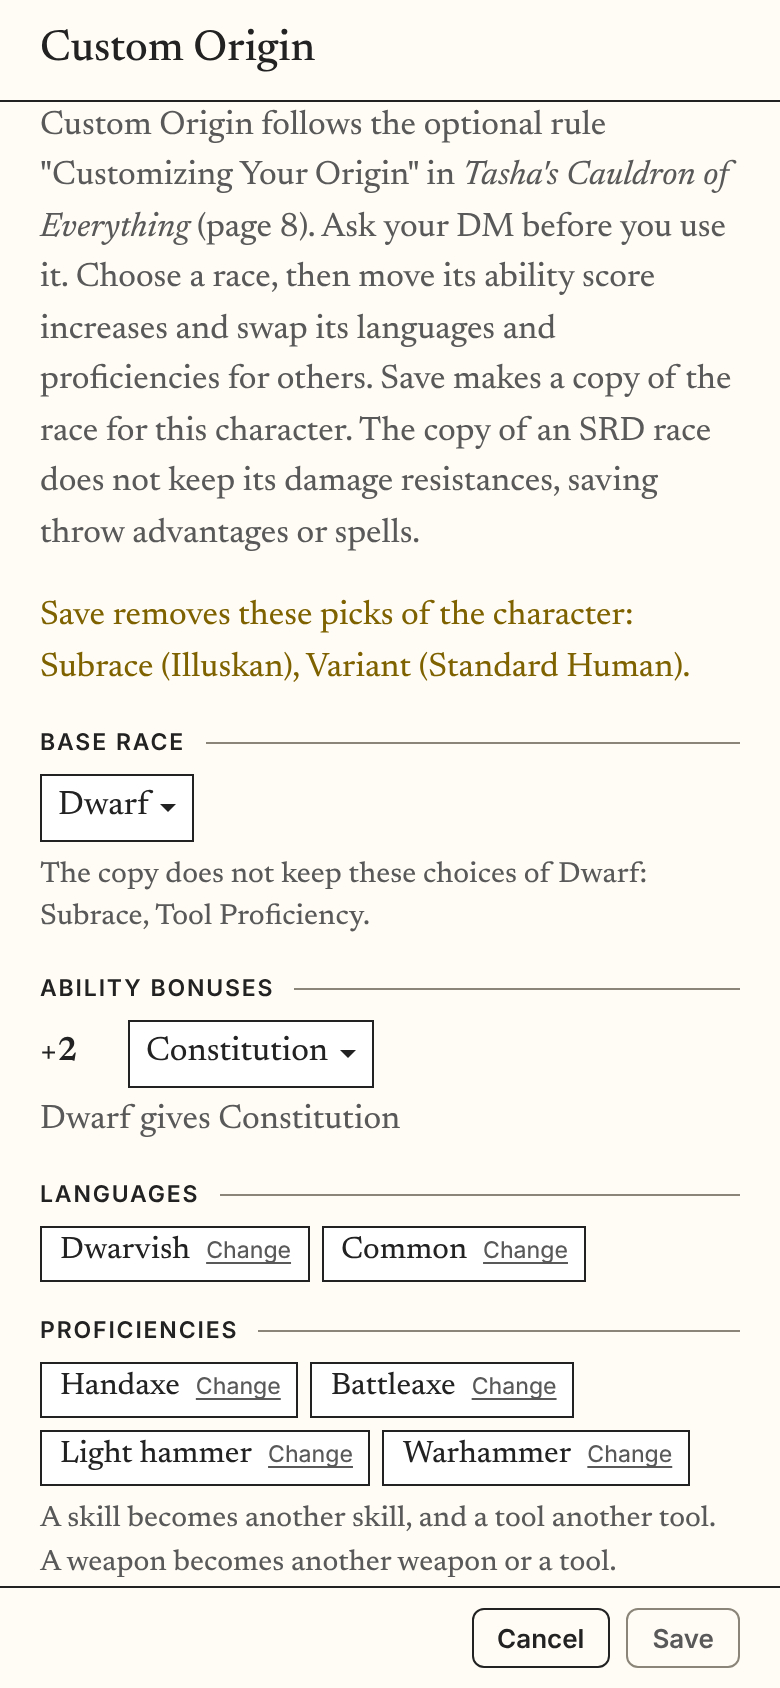 Custom Origin
Custom Origin follows the optional rule
"Customizing Your Origin" in Tasha's Cauldron of
Everything (page 8). Ask your DM before you use
it. Choose a race, then move its ability score
increases and swap its languages and
proficiencies for others. Save makes a copy of the
race for this character. The copy of an SRD race
does not keep its damage resistances, saving
throw advantages or spells.
Save removes these picks of the character:
Subrace (Illuskan), Variant (Standard Human).
BASE RACE
Dwarf
The copy does not keep these choices of Dwarf:
Subrace, Tool Proficiency.
ABILITY BONUSES
+2 Constitution
Dwarf gives Constitution
LANGUAGES
Dwarvish Change Common Change
PROFICIENCIES
Handaxe Change Battleaxe Change
Light hammer Change Warhammer Change
A skill becomes another skill, and a tool another tool.
A weapon becomes another weapon or a tool.
Cancel Save